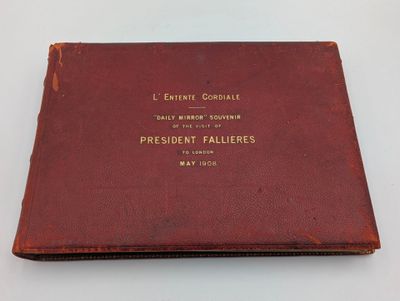 L'ENTENTE CORDIALE
"DAILY MIRROR" SOUVENIR
OF THE VISIT OF
PRESIDENT FALLIERES
TO LONDON
MAY 1908.